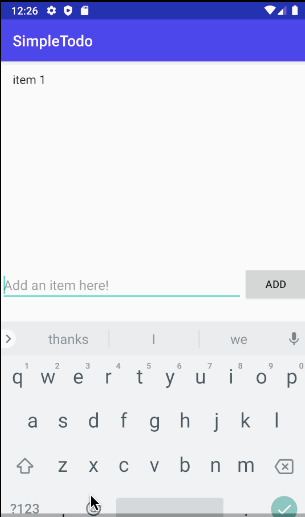 12:26
SimpleTodo
item 1
Add an item here!
ADD
thanks I we
1 2 3 4 5 6 7 8 9 0
q w e r t y u i o p
a s d f g h j k l
z x c v b n m
?123 , .